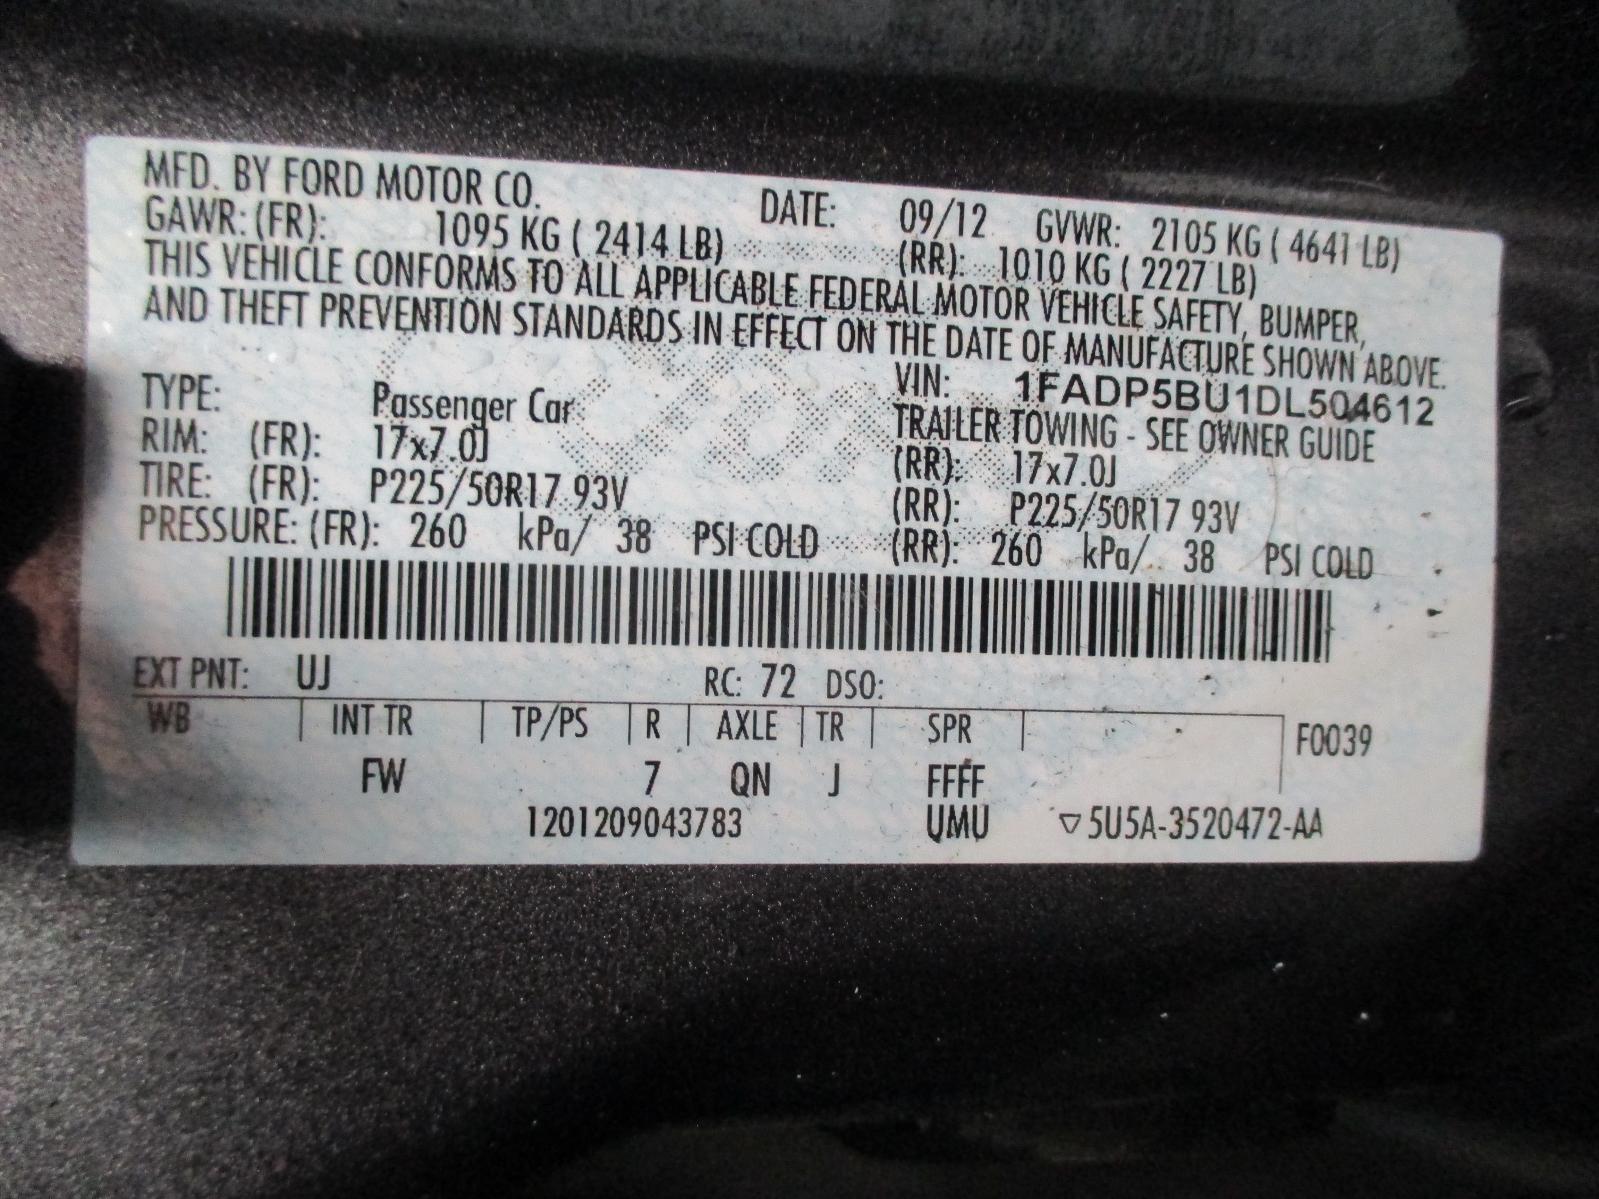 MFD. BY FORD MOTOR CO. DATE: 09/12 GVWR: 2105 KG ( 4641 LB)
GAWR: (FR): 1095 KG ( 2414 LB) (RR): 1010 KG ( 2227 LB)
THIS VEHICLE CONFORMS TO ALL APPLICABLE FEDERAL MOTOR VEHICLE SAFETY, BUMPER,
AND THEFT PREVENTION STANDARDS IN EFFECT ON THE DATE OF MANUFACTURE SHOWN ABOVE.
VIN: 1FADP5BU1DL504612
TYPE: Passenger Car TRAILER TOWING - SEE OWNER GUIDE
RIM: (FR): 17x7.0J (RR): 17x7.0J
TIRE: (FR): P225/50R17 93V (RR): P225/50R17 93V
PRESSURE: (FR): 260 kPa/ 38 PSI COLD (RR): 260 kPa/ 38 PSI COLD
EXT PNT: UJ RC: 72 DSO:
WB INT TR TP/PS R AXLE TR SPR F0039
FW 7 QN J FFFF
1201209043783 UMU ▽5U5A-3520472-AA